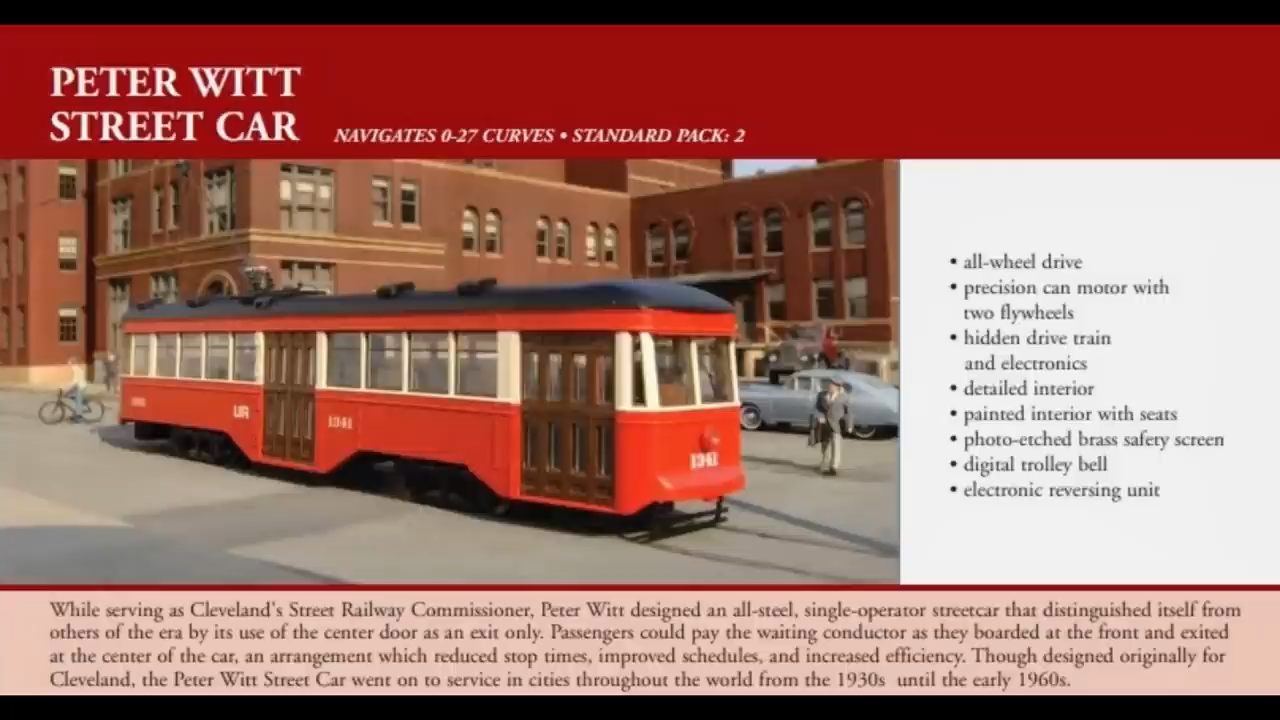 PETER WITT
STREET CAR
NAVIGATES 0-27 CURVES • STANDARD PACK: 2
• all-wheel drive
• precision can motor with
two flywheels
• hidden drive train
and electronics
• detailed interior
• painted interior with seats
• photo-etched brass safety screen
• digital trolley bell
• electronic reversing unit
UR
1341
1341
While serving as Cleveland's Street Railway Commissioner, Peter Witt designed an all-steel, single-operator streetcar that distinguished itself from
others of the era by its use of the center door as an exit only. Passengers could pay the waiting conductor as they boarded at the front and exited
at the center of the car, an arrangement which reduced stop times, improved schedules, and increased efficiency. Though designed originally for
Cleveland, the Peter Witt Street Car went on to service in cities throughout the world from the 1930s until the early 1960s.